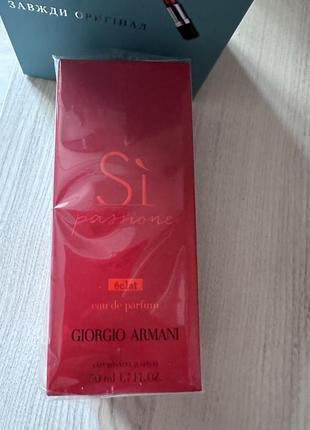 ЗАВЖДИ ОРИГІНАЛ
Sì
passione
éclat
eau de parfum
GIORGIO ARMANI
50 ml 1.7 FL.OZ.